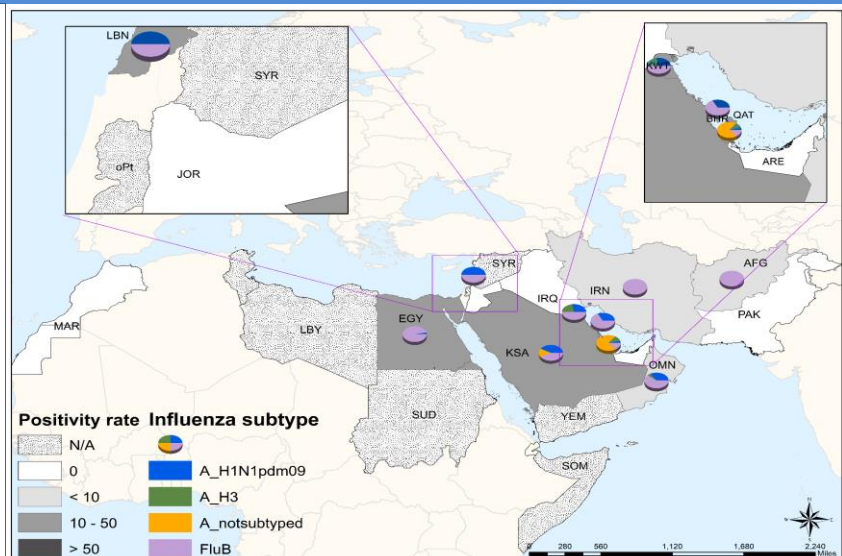 LBN
SYR
oPt
JOR
KWT
BHR
QAT
ARE
SYR
AFG
IRQ
IRN
PAK
MAR
LBY
EGY
KSA
OMN
SUD
YEM
SOM
Positivity rate
N/A
0
< 10
10 - 50
> 50
Influenza subtype
A_H1N1pdm09
A_H3
A_notsubtyped
FluB
0 280 560 1,120 1,680 2,240
Miles